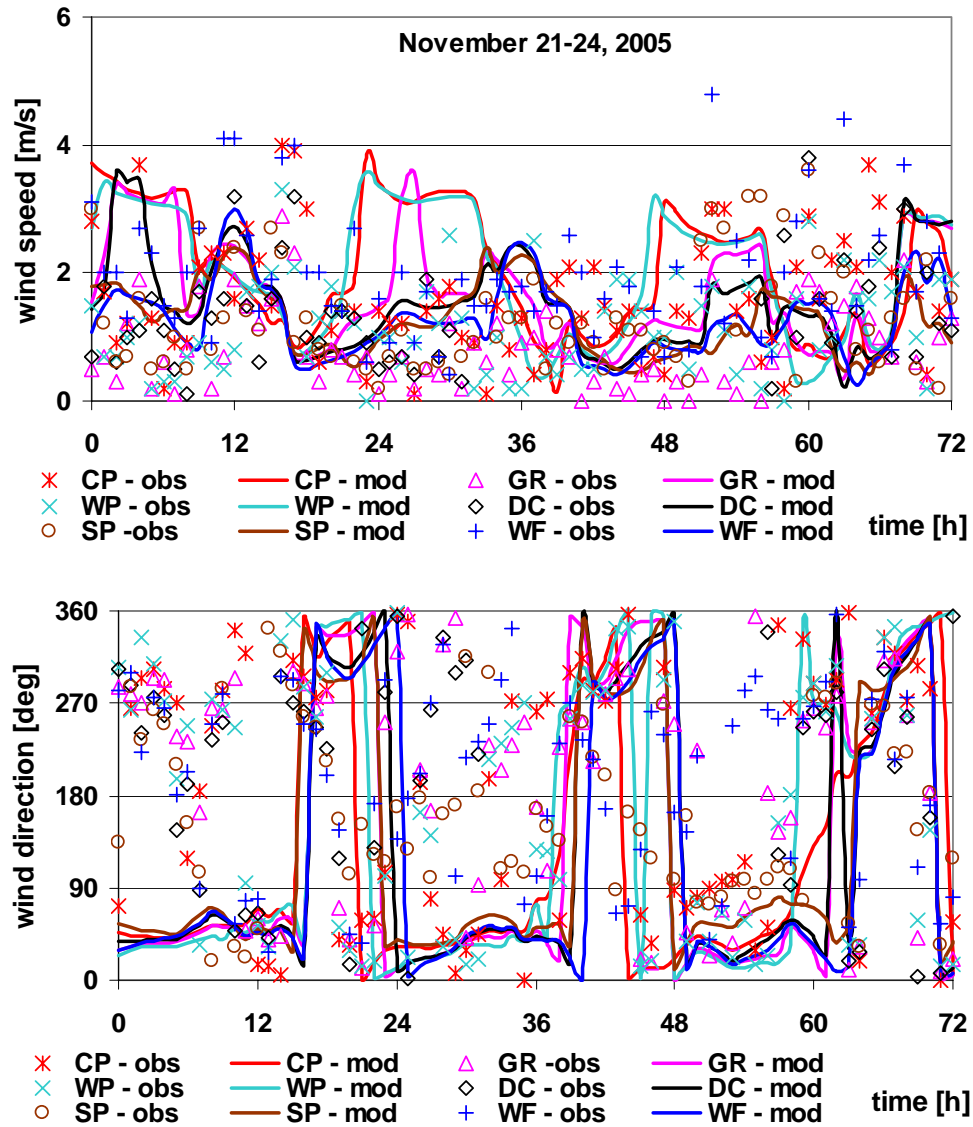 November 21-24, 2005
wind speed [m/s]
6
4
2
0
0 12 24 36 48 60 72
CP - obs CP - mod GR - obs GR - mod
WP - obs WP - mod DC - obs DC - mod
SP -obs SP - mod WF - obs WF - mod
time [h]
wind direction [deg]
360
270
180
90
0
0 12 24 36 48 60 72
CP - obs CP - mod GR -obs GR - mod
WP - obs WP - mod DC - obs DC - mod
SP - obs SP - mod WF - obs WF - mod
time [h]